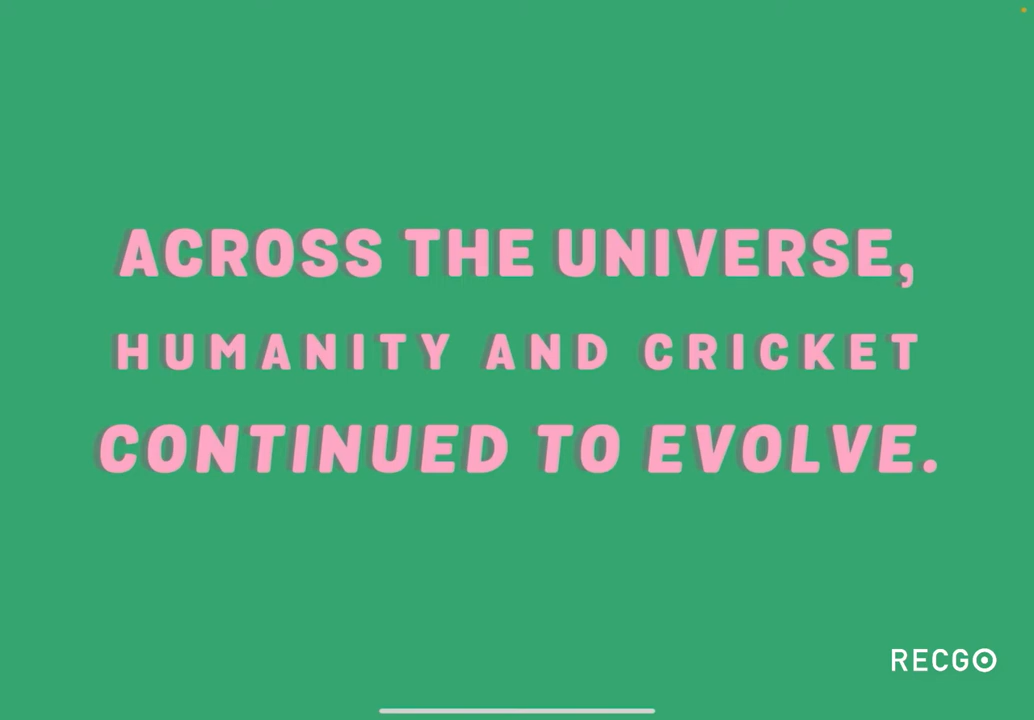 ACROSS THE UNIVERSE,
HUMANITY AND CRICKET
CONTINUED TO EVOLVE.
RECGO